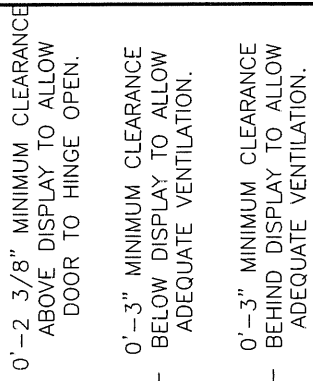 0'-2 3/8" MINIMUM CLEARANCE
ABOVE DISPLAY TO ALLOW
DOOR TO HINGE OPEN.
0'-3" MINIMUM CLEARANCE
BELOW DISPLAY TO ALLOW
ADEQUATE VENTILATION.
0'-3" MINIMUM CLEARANCE
BEHIND DISPLAY TO ALLOW
ADEQUATE VENTILATION.